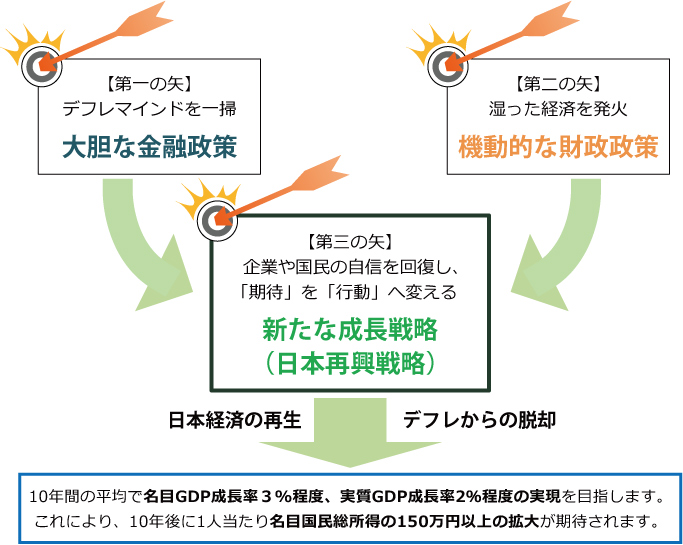 【第一の矢】
デフレマインドを一掃
大胆な金融政策
【第二の矢】
湿った経済を発火
機動的な財政政策
【第三の矢】
企業や国民の自信を回復し、
「期待」を「行動」へ変える
新たな成長戦略
(日本再興戦略)
日本経済の再生
デフレからの脱却
10年間の平均で名目GDP成長率３%程度、実質GDP成長率2%程度の実現を目指します。
これにより、10年後に1人当たり名目国民総所得の150万円以上の拡大が期待されます。